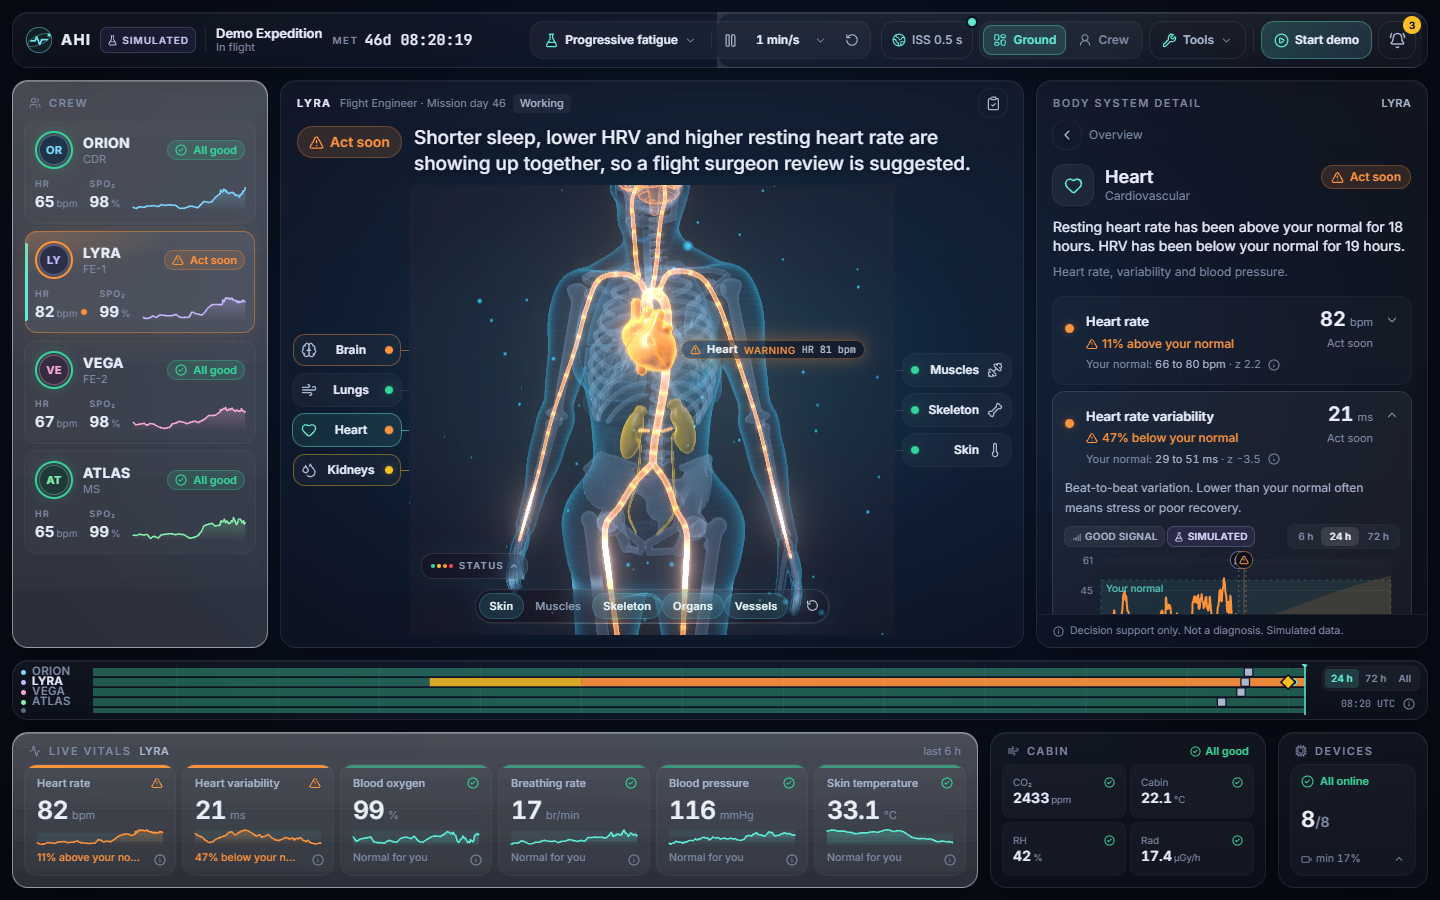 AHI
SIMULATED
Demo Expedition
In flight
MET 46d 08:20:19
Progressive fatigue
1 min/s
ISS 0.5 s
Ground
Crew
Tools
Start demo
3
CREW
OR
ORION
CDR
All good
HR
SPO₂
65 bpm
98 %
LY
LYRA
FE-1
Act soon
HR
SPO₂
82 bpm
99 %
VE
VEGA
FE-2
All good
HR
SPO₂
67 bpm
98 %
AT
ATLAS
MS
All good
HR
SPO₂
65 bpm
99 %
LYRA Flight Engineer · Mission day 46 Working
Act soon
Shorter sleep, lower HRV and higher resting heart rate are
showing up together, so a flight surgeon review is suggested.
Brain
Lungs
Heart
Kidneys
Heart WARNING HR 81 bpm
Muscles
Skeleton
Skin
STATUS
Skin
Muscles
Skeleton
Organs
Vessels
BODY SYSTEM DETAIL
LYRA
Overview
Heart
Cardiovascular
Act soon
Resting heart rate has been above your normal for 18
hours. HRV has been below your normal for 19 hours.
Heart rate, variability and blood pressure.
Heart rate
82 bpm
11% above your normal
Act soon
Your normal: 66 to 80 bpm · z 2.2
Heart rate variability
21 ms
47% below your normal
Act soon
Your normal: 29 to 51 ms · z -3.5
Beat-to-beat variation. Lower than your normal often
means stress or poor recovery.
GOOD SIGNAL
SIMULATED
6 h
24 h
72 h
61
45
Your normal
Decision support only. Not a diagnosis. Simulated data.
ORION
LYRA
VEGA
ATLAS
24 h
72 h
All
08:20 UTC
LIVE VITALS LYRA
last 6 h
Heart rate
82 bpm
11% above your no...
Heart variability
21 ms
47% below your n...
Blood oxygen
99 %
Normal for you
Breathing rate
17 br/min
Normal for you
Blood pressure
116 mmHg
Normal for you
Skin temperature
33.1 °C
Normal for you
CABIN
All good
CO₂
2433 ppm
Cabin
22.1 °C
RH
42 %
Rad
17.4 µGy/h
DEVICES
All online
8/8
min 17%